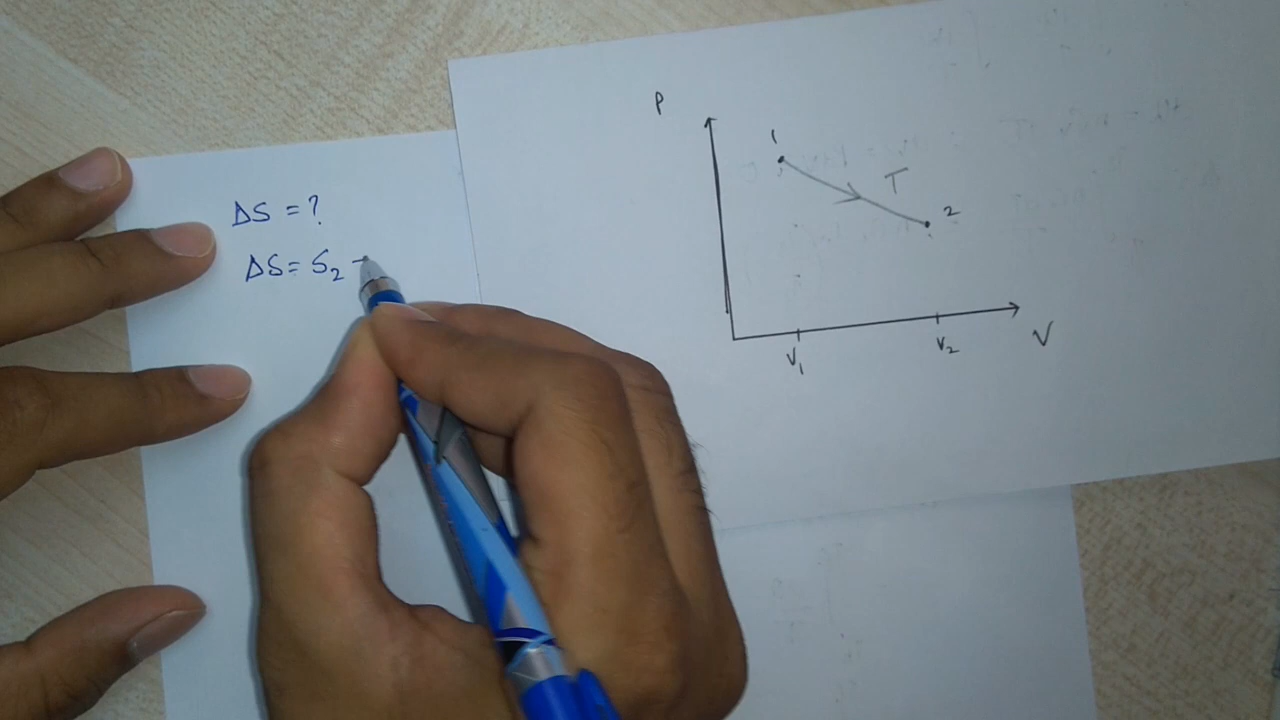 ΔS = ?
ΔS = S₂ -
P
1
T
2
V₁
V₂
V